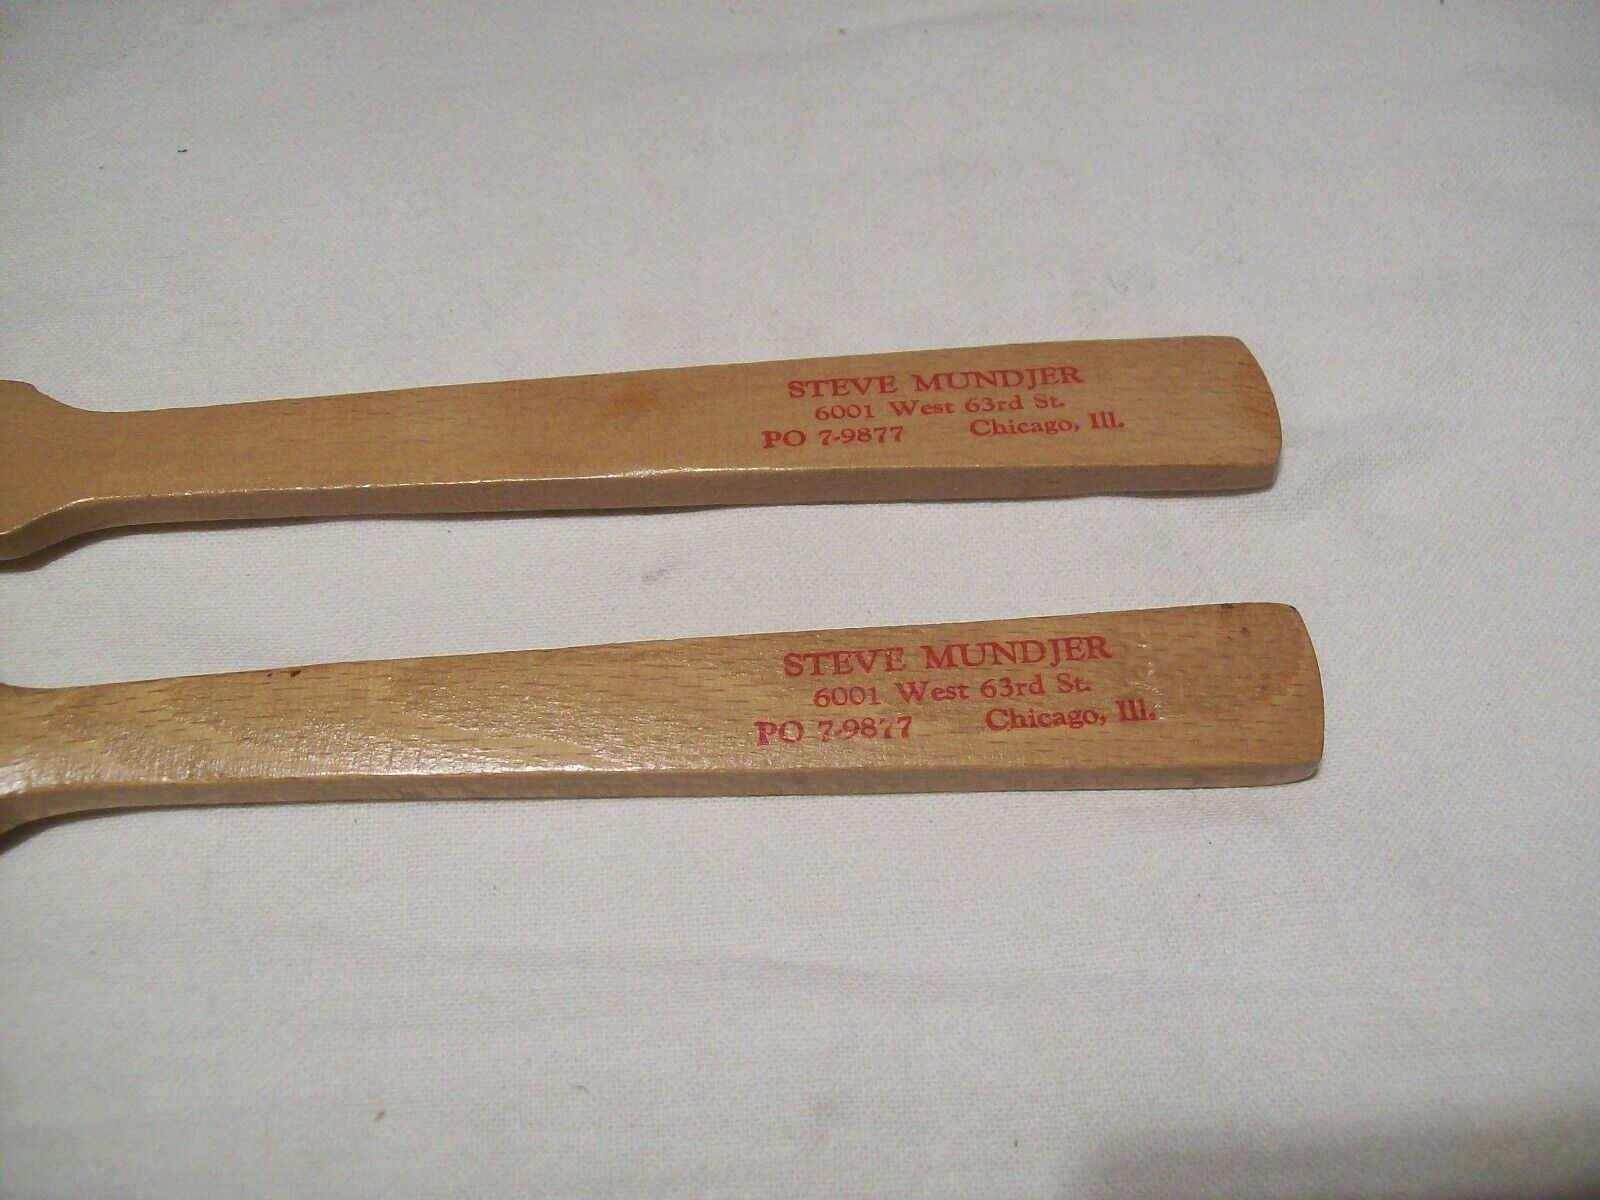 STEVE MUNDJER
6001 West 63rd St.
PO 7-9877 Chicago, Ill.
STEVE MUNDJER
6001 West 63rd St.
PO 7-9877 Chicago, Ill.